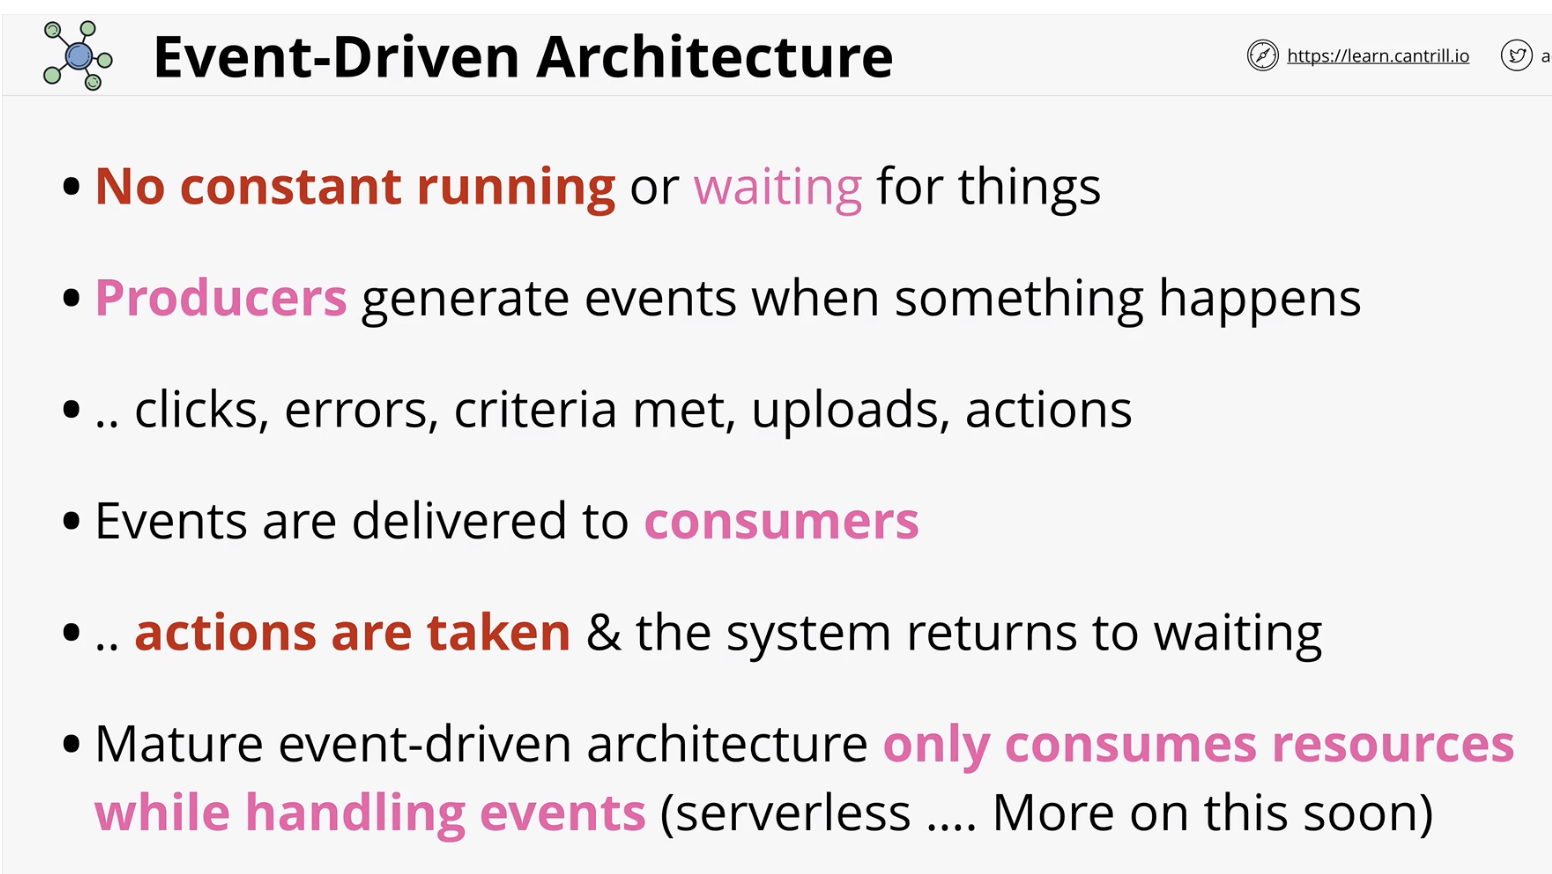 Event-Driven Architecture
https://learn.cantrill.io
a
• No constant running or waiting for things
• Producers generate events when something happens
• .. clicks, errors, criteria met, uploads, actions
• Events are delivered to consumers
• .. actions are taken & the system returns to waiting
• Mature event-driven architecture only consumes resources
while handling events (serverless .... More on this soon)